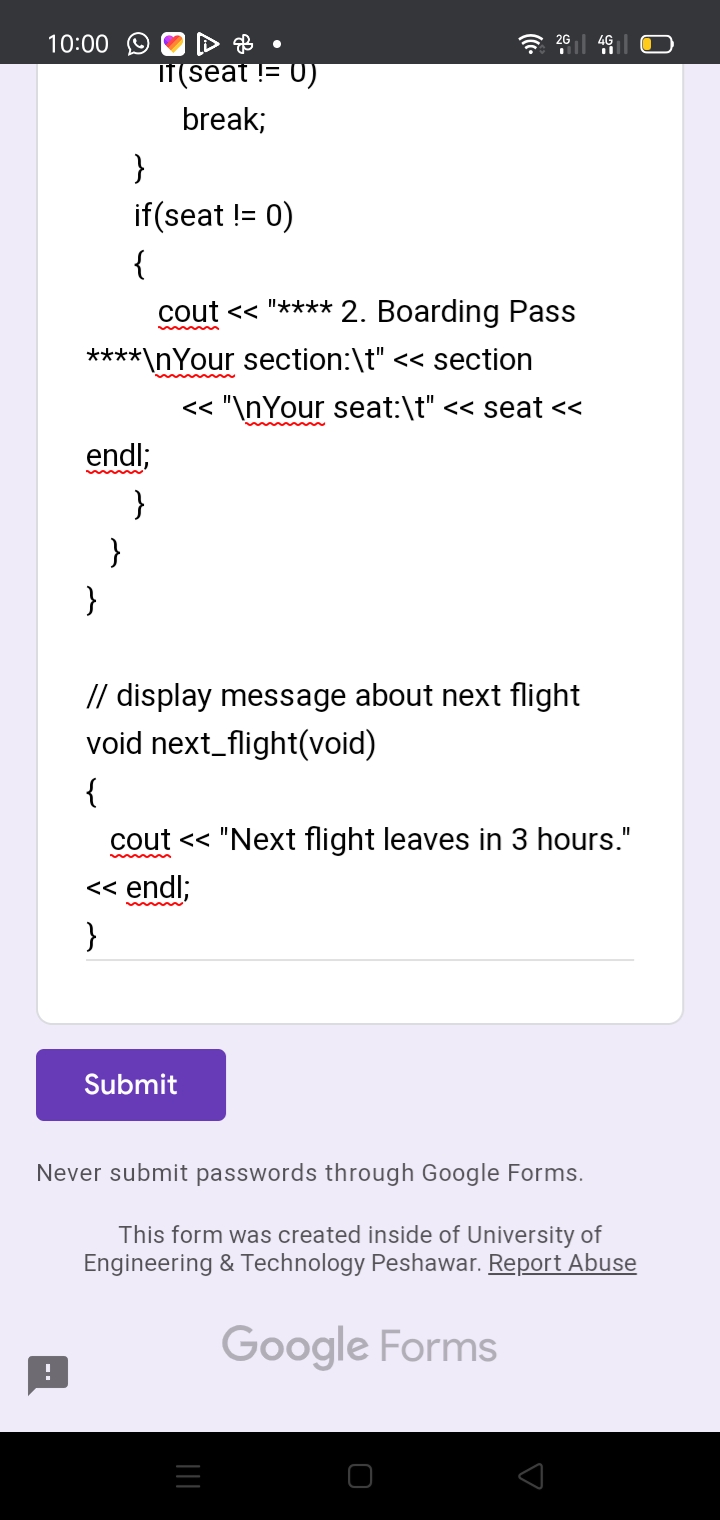 10:00 2G 4G
if(seat != 0)
break;
}
if(seat != 0)
{
cout << "**** 2. Boarding Pass
****\nYour section:\t" << section
<< "\nYour seat:\t" << seat <<
endl;
}
}
}
// display message about next flight
void next_flight(void)
{
cout << "Next flight leaves in 3 hours."
<< endl;
}
Submit
Never submit passwords through Google Forms.
This form was created inside of University of
Engineering & Technology Peshawar. Report Abuse
Google Forms